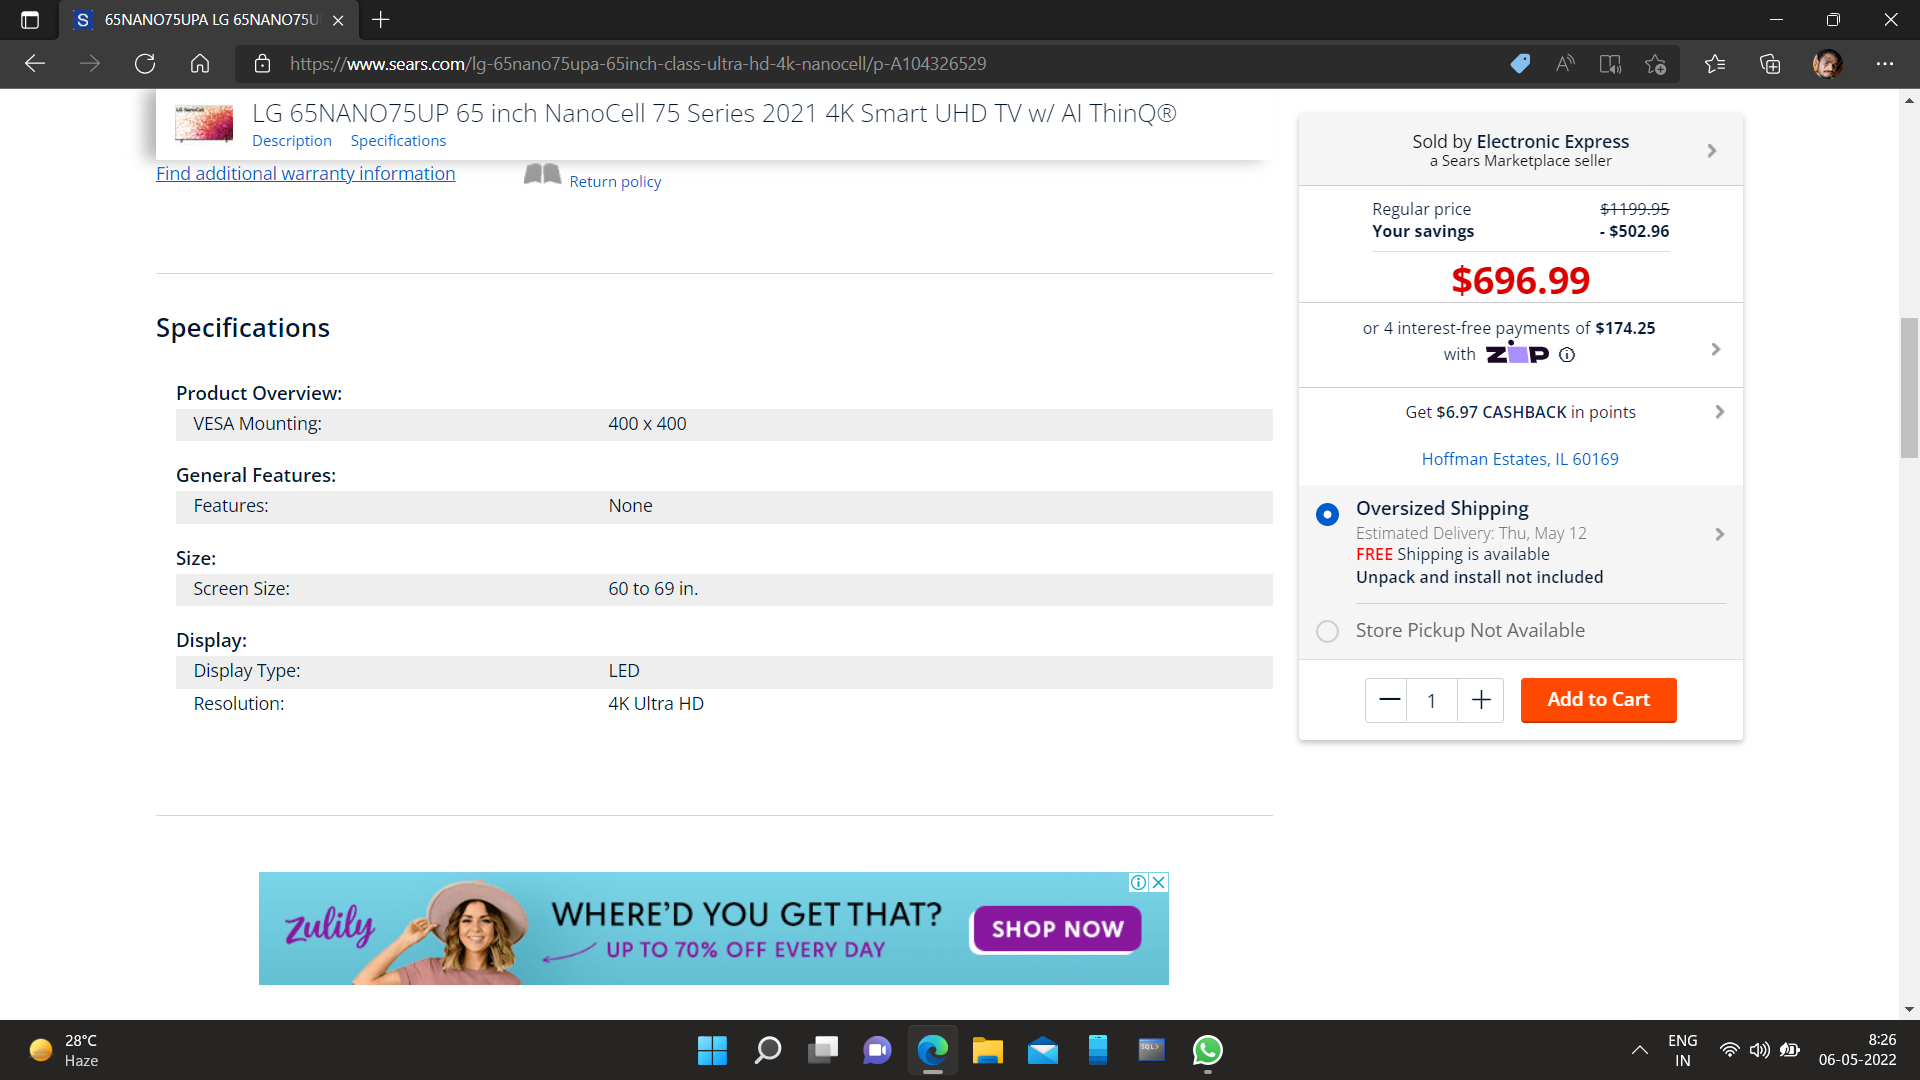 65NANO75UPA LG 65NANO75U
https://www.sears.com/lg-65nano75upa-65inch-class-ultra-hd-4k-nanocell/p-A104326529
LG 65NANO75UP 65 inch NanoCell 75 Series 2021 4K Smart UHD TV w/ AI ThinQ®
Description Specifications
Find additional warranty information
Return policy
Specifications
Product Overview:
VESA Mounting: 400 x 400
General Features:
Features: None
Size:
Screen Size: 60 to 69 in.
Display:
Display Type: LED
Resolution: 4K Ultra HD
Sold by Electronic Express
a Sears Marketplace seller
Regular price $1199.95
Your savings - $502.96
$696.99
or 4 interest-free payments of $174.25
with ZIP
Get $6.97 CASHBACK in points
Hoffman Estates, IL 60169
Oversized Shipping
Estimated Delivery: Thu, May 12
FREE Shipping is available
Unpack and install not included
Store Pickup Not Available
1 Add to Cart
zulily
WHERE'D YOU GET THAT?
UP TO 70% OFF EVERY DAY
SHOP NOW
28°C
Haze
ENG
IN
8:26
06-05-2022